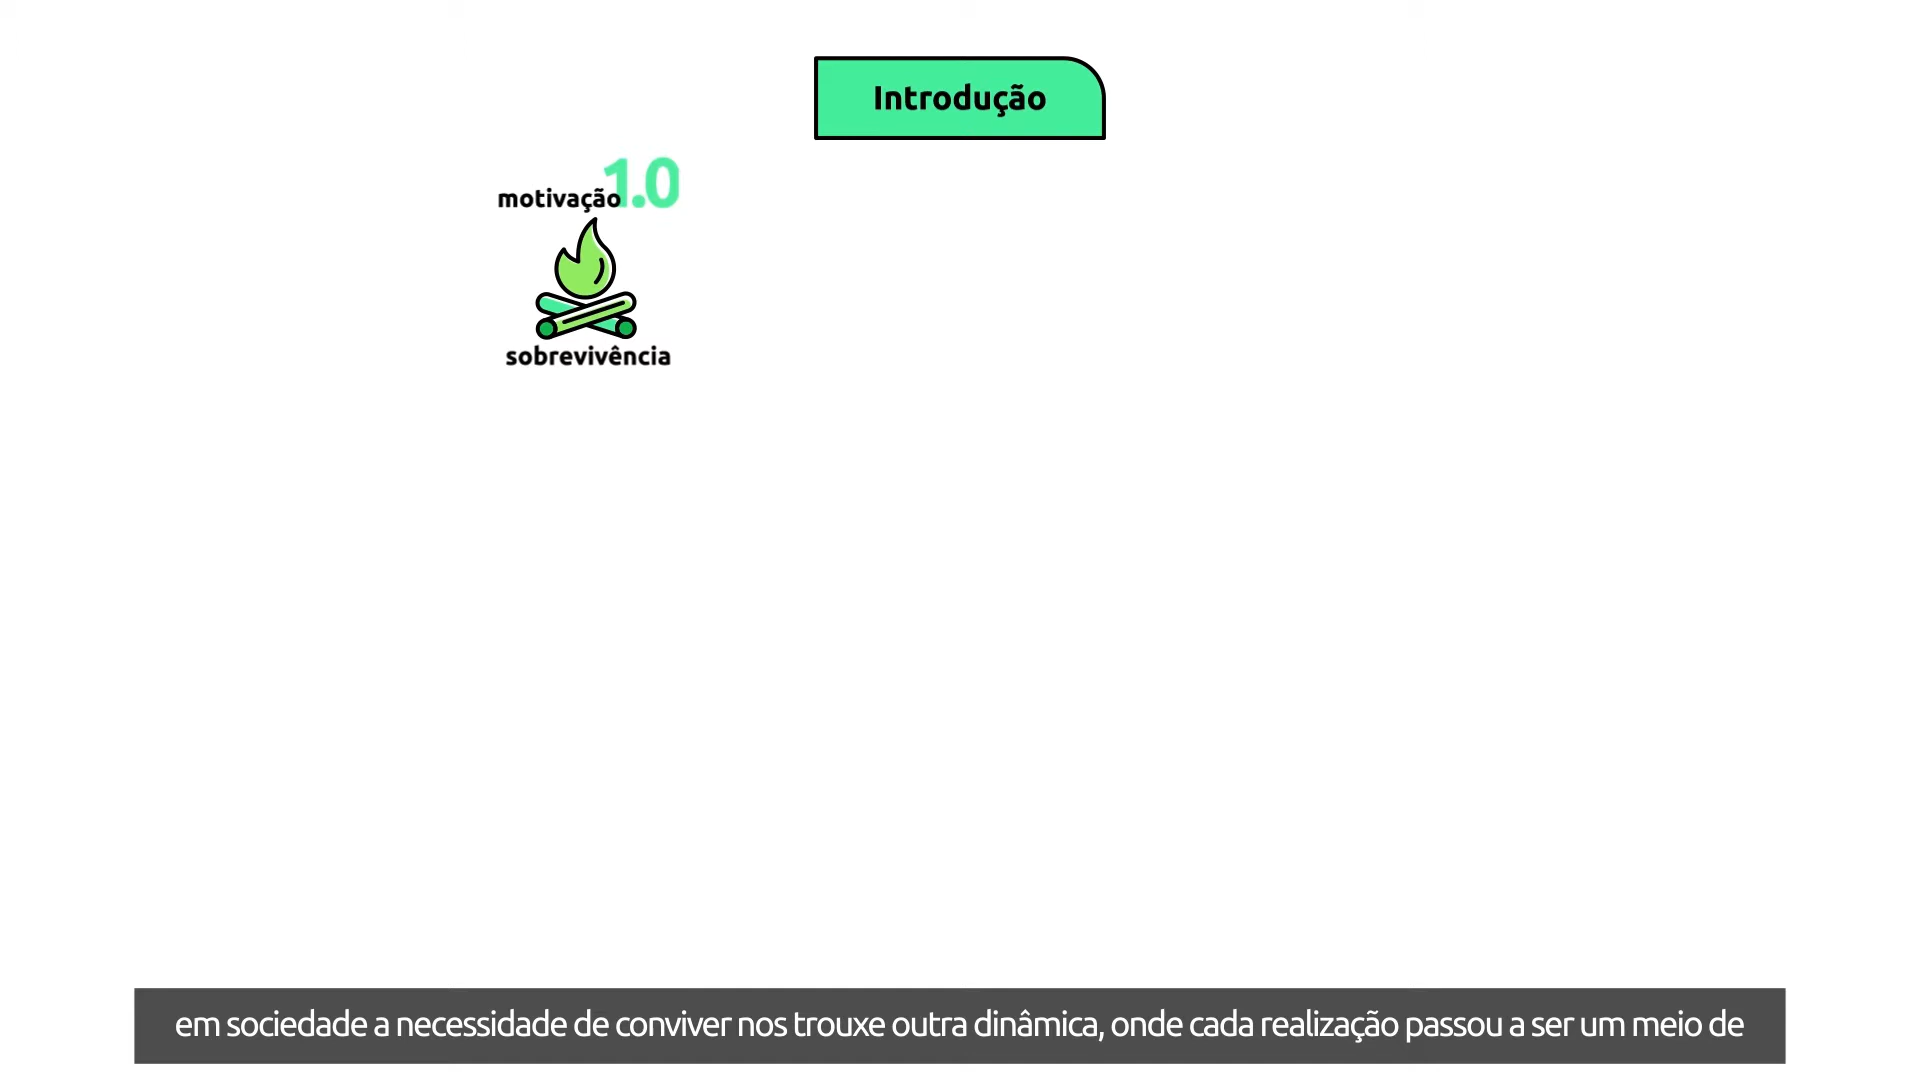 Introdução
motivação 1.0
sobrevivência
em sociedade a necessidade de conviver nos trouxe outra dinâmica, onde cada realização passou a ser um meio de